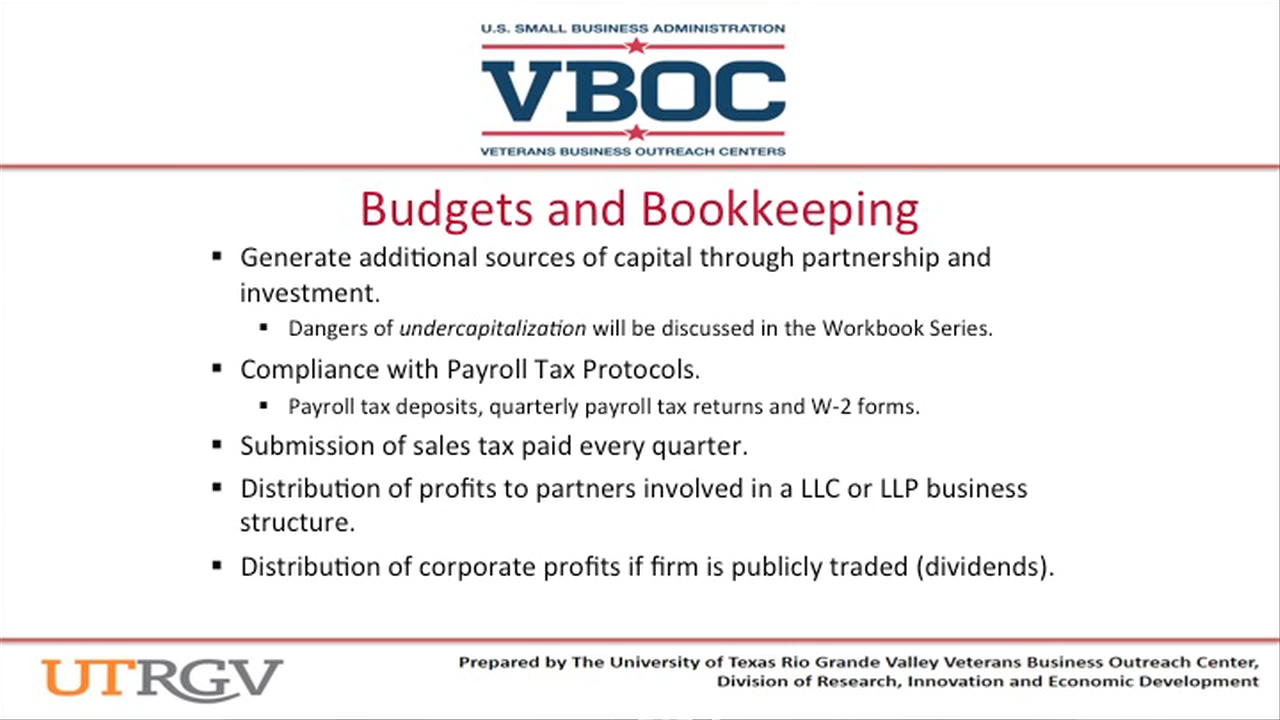 U.S. SMALL BUSINESS ADMINISTRATION
VBOC
VETERANS BUSINESS OUTREACH CENTERS
Budgets and Bookkeeping
▪ Generate additional sources of capital through partnership and
investment.
▪ Dangers of undercapitalization will be discussed in the Workbook Series.
▪ Compliance with Payroll Tax Protocols.
▪ Payroll tax deposits, quarterly payroll tax returns and W-2 forms.
▪ Submission of sales tax paid every quarter.
▪ Distribution of profits to partners involved in a LLC or LLP business
structure.
▪ Distribution of corporate profits if firm is publicly traded (dividends).
UTRGV
Prepared by The University of Texas Rio Grande Valley Veterans Business Outreach Center,
Division of Research, Innovation and Economic Development